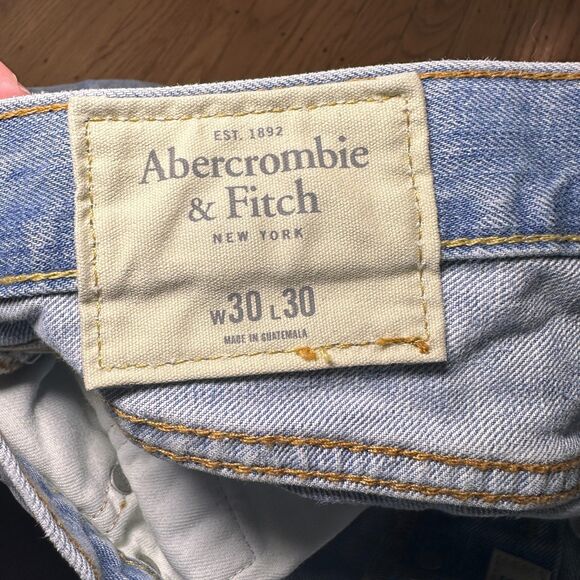 EST. 1892
Abercrombie
& Fitch
NEW YORK
W30 L30
MADE IN GUATEMALA